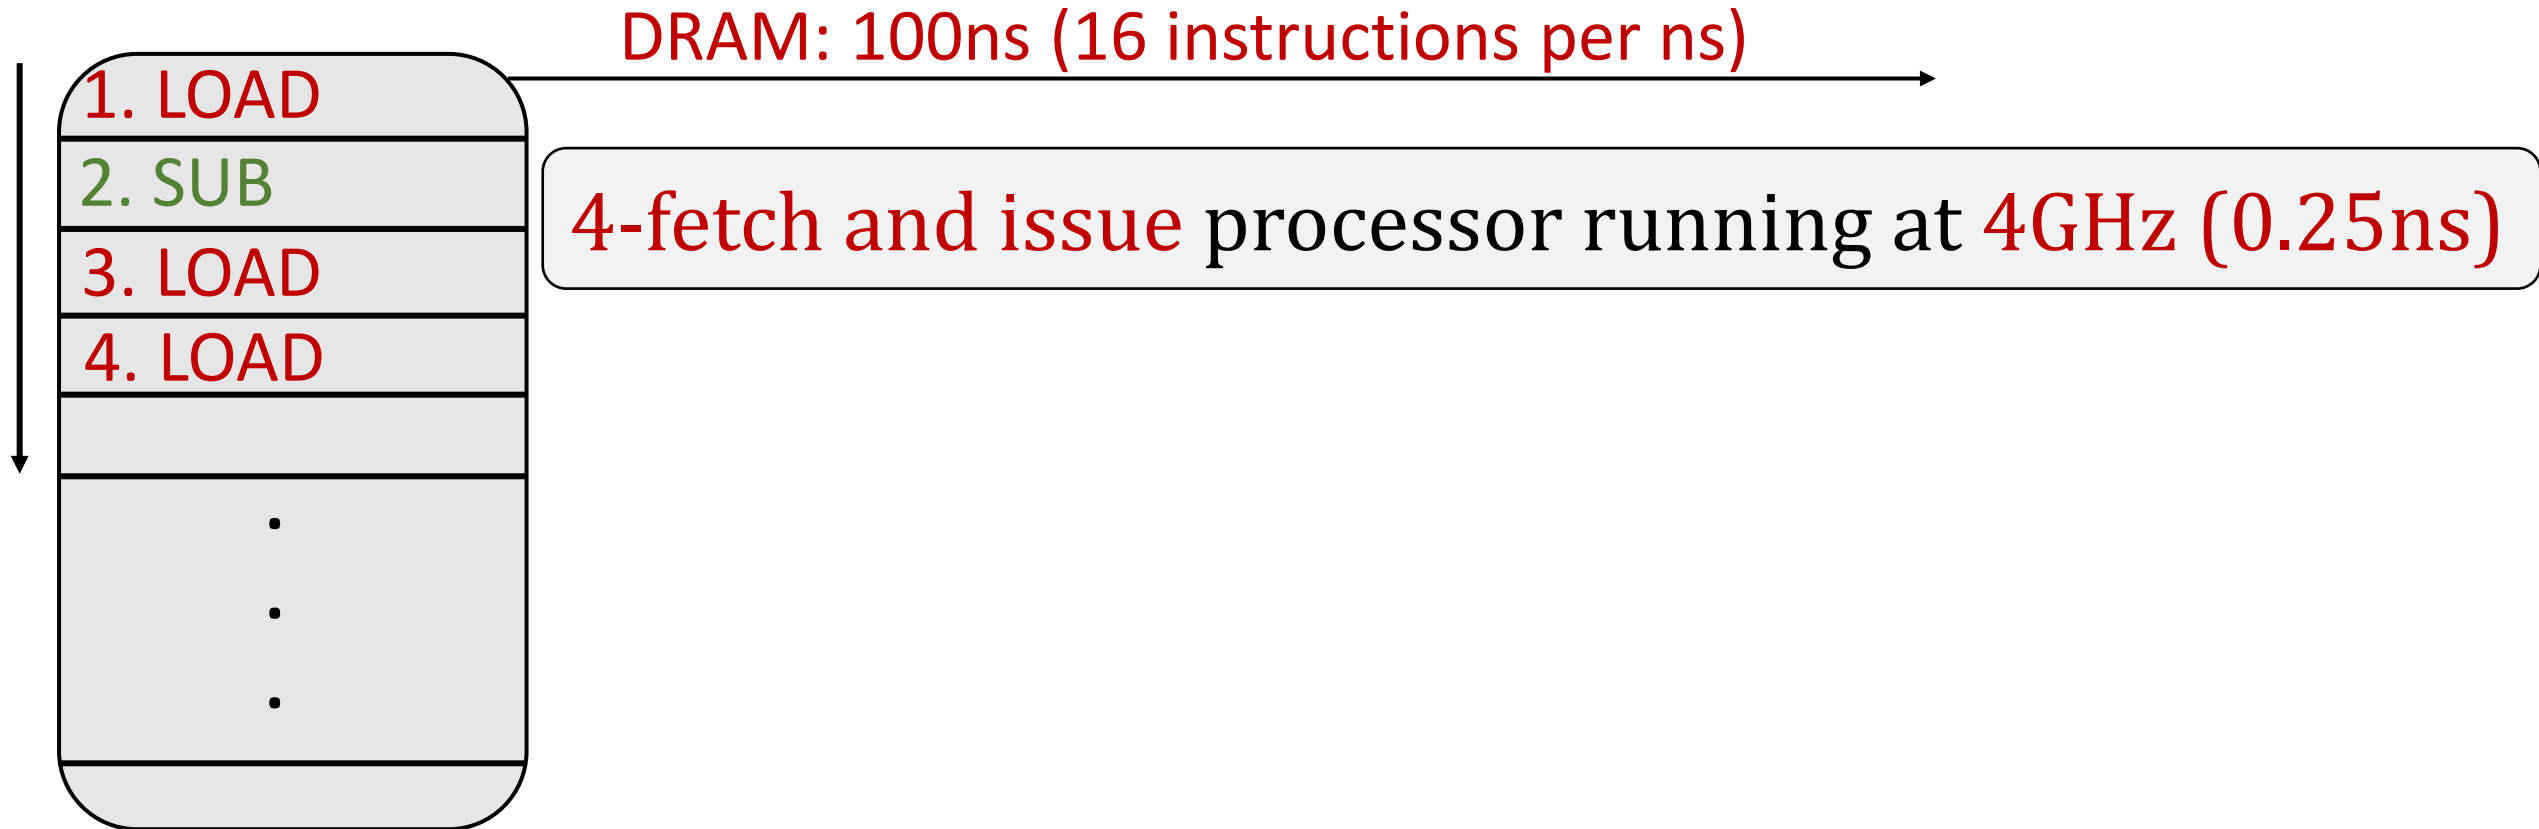 DRAM: 100ns (16 instructions per ns)
1. LOAD
2. SUB
4-fetch and issue processor running at 4GHz (0.25ns)
3. LOAD
4. LOAD